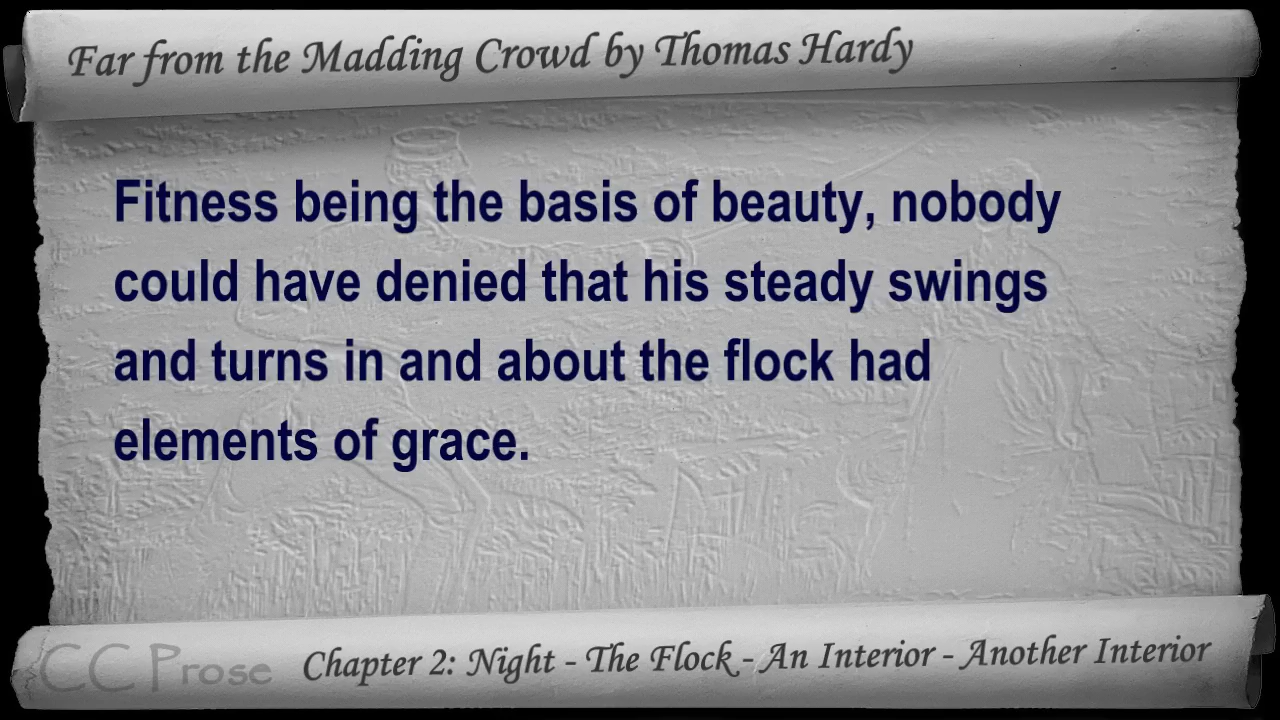 Far from the Madding Crowd by Thomas Hardy
Fitness being the basis of beauty, nobody
could have denied that his steady swings
and turns in and about the flock had
elements of grace.
CC Prose
Chapter 2: Night - The Flock - An Interior - Another Interior